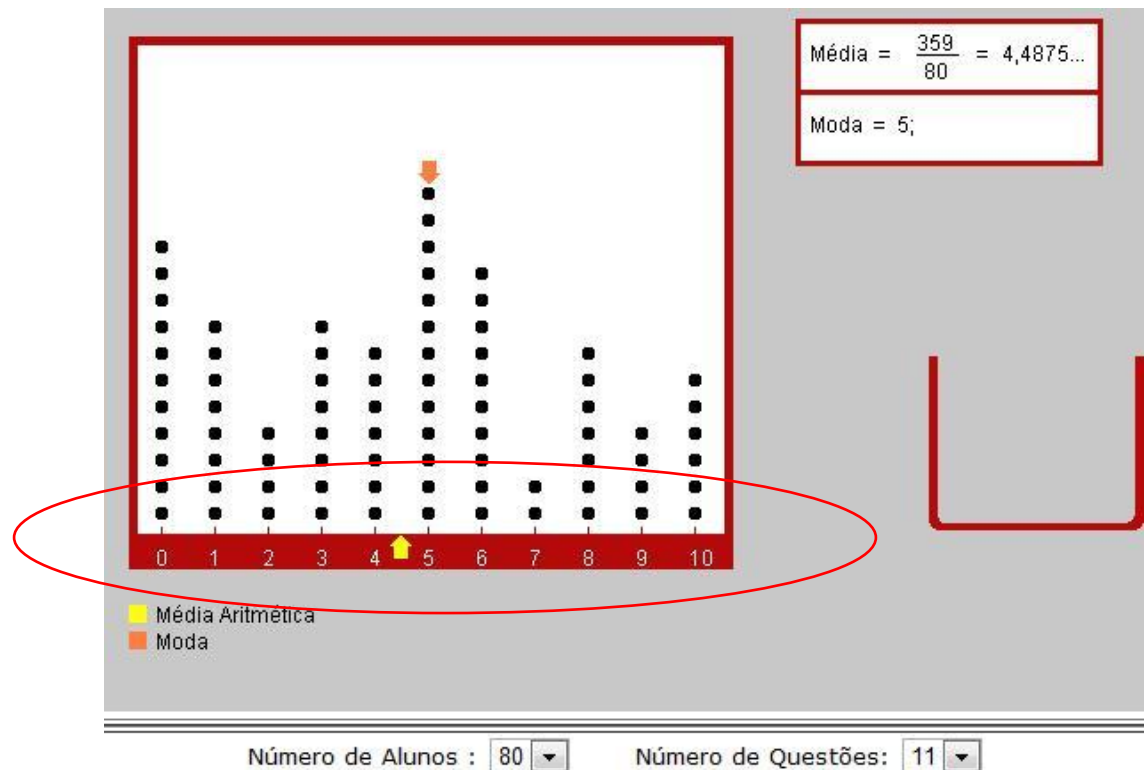 Média = 359/80 = 4,4875...
Moda = 5;
0 1 2 3 4 5 6 7 8 9 10
Média Aritmética
Moda
Número de Alunos : 80 Número de Questões: 11